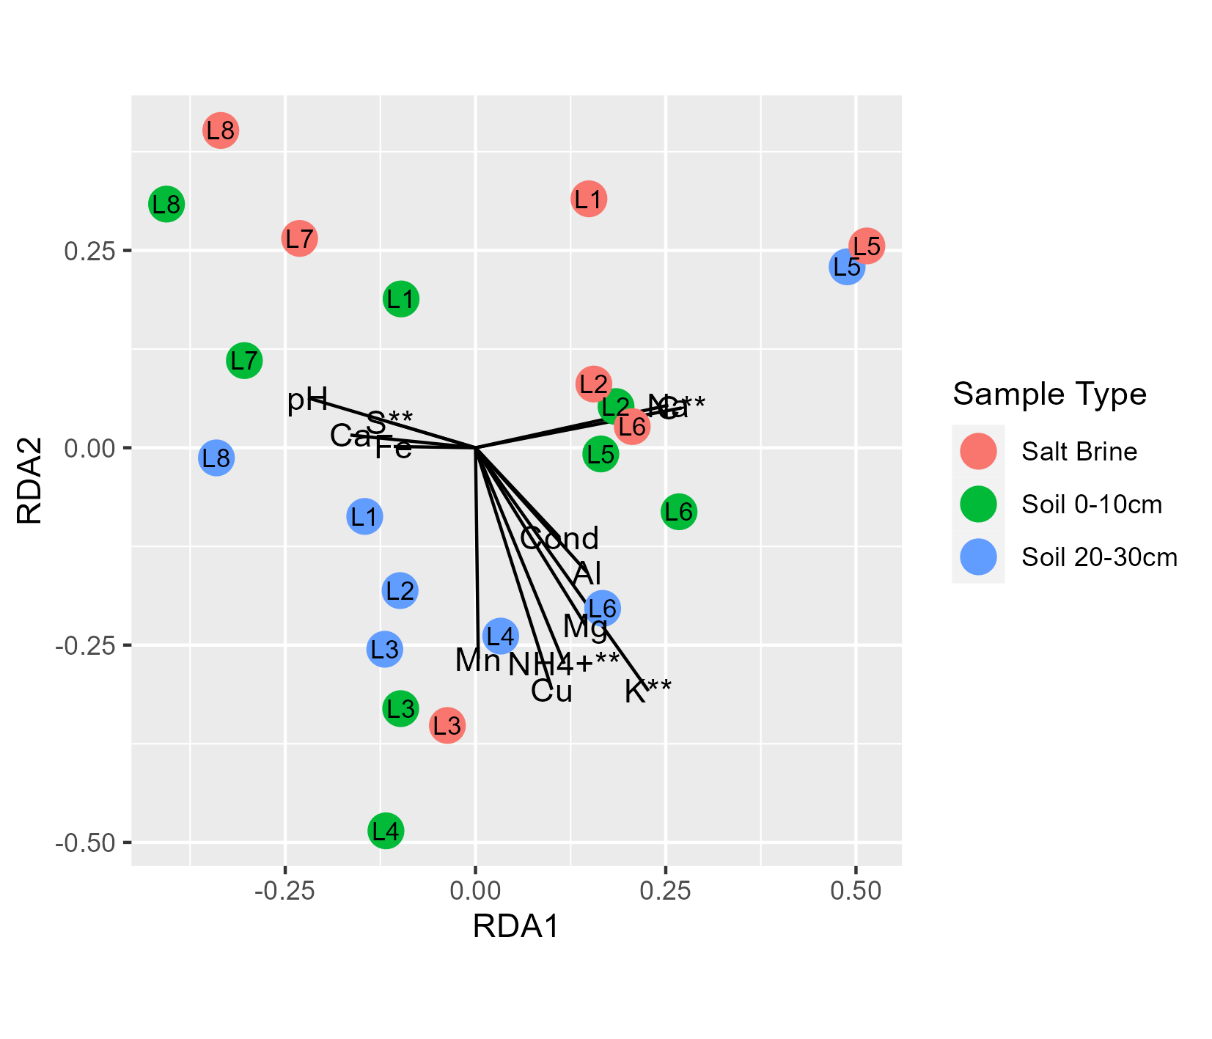 L8
L8
L1
L7
L5
L5
0.25
L1
L7
L2
Sample Type
pH
L2
S**
L6
Salt Brine
Ca
Fe
0.00
L8
L5
RDA2
L1
L6
Soil 0-10cm
Cond
Soil 20-30cm
Al
L2
L6
Mg
L4
-0.25
L3
Mn
NH4+**
Cu
K**
L3
L3
L4
-0.50
-0.25
0.00
0.25
0.50
RDA1